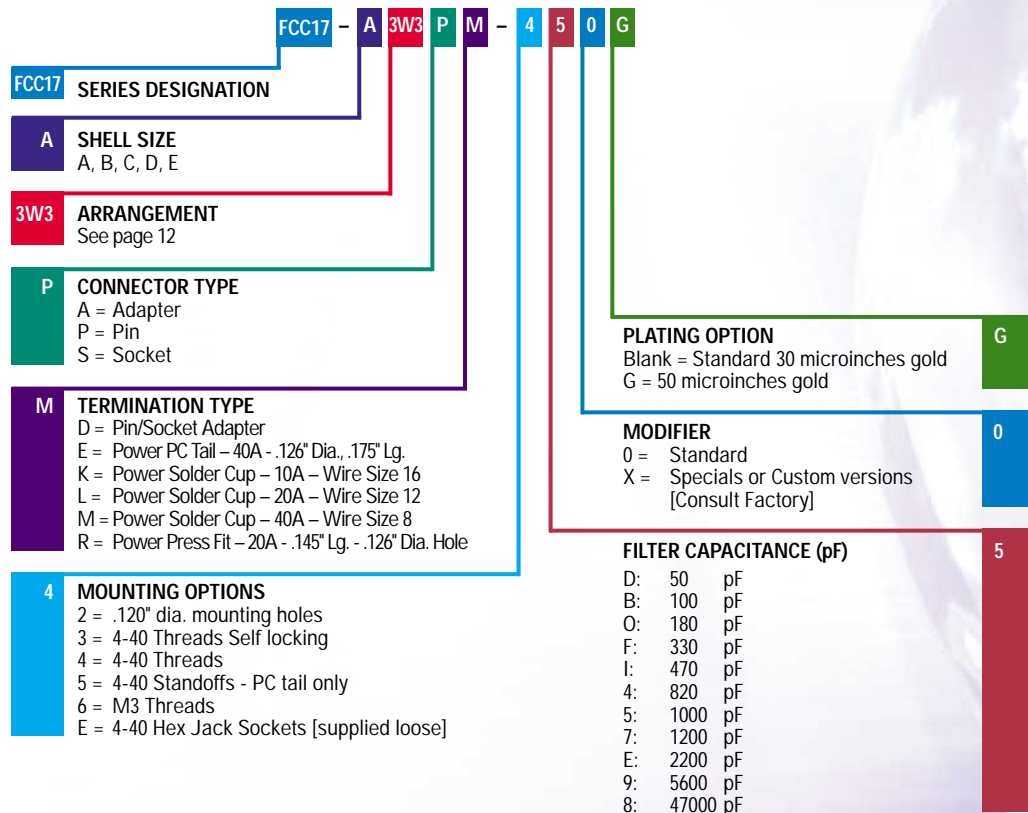 FCC17 – A 3W3 P M – 4 5 0 G
FCC17 SERIES DESIGNATION
A SHELL SIZE
A, B, C, D, E
3W3 ARRANGEMENT
See page 12
P CONNECTOR TYPE
A = Adapter
P = Pin
S = Socket
M TERMINATION TYPE
D = Pin/Socket Adapter
E = Power PC Tail – 40A - .126" Dia., .175" Lg.
K = Power Solder Cup – 10A – Wire Size 16
L = Power Solder Cup – 20A – Wire Size 12
M = Power Solder Cup – 40A – Wire Size 8
R = Power Press Fit – 20A - .145" Lg. - .126" Dia. Hole
4 MOUNTING OPTIONS
2 = .120" dia. mounting holes
3 = 4-40 Threads Self locking
4 = 4-40 Threads
5 = 4-40 Standoffs - PC tail only
6 = M3 Threads
E = 4-40 Hex Jack Sockets [supplied loose]
PLATING OPTION G
Blank = Standard 30 microinches gold
G = 50 microinches gold
MODIFIER 0
0 = Standard
X = Specials or Custom versions
[Consult Factory]
FILTER CAPACITANCE (pF) 5
D: 50 pF
B: 100 pF
O: 180 pF
F: 330 pF
I: 470 pF
4: 820 pF
5: 1000 pF
7: 1200 pF
E: 2200 pF
9: 5600 pF
8: 47000 pF